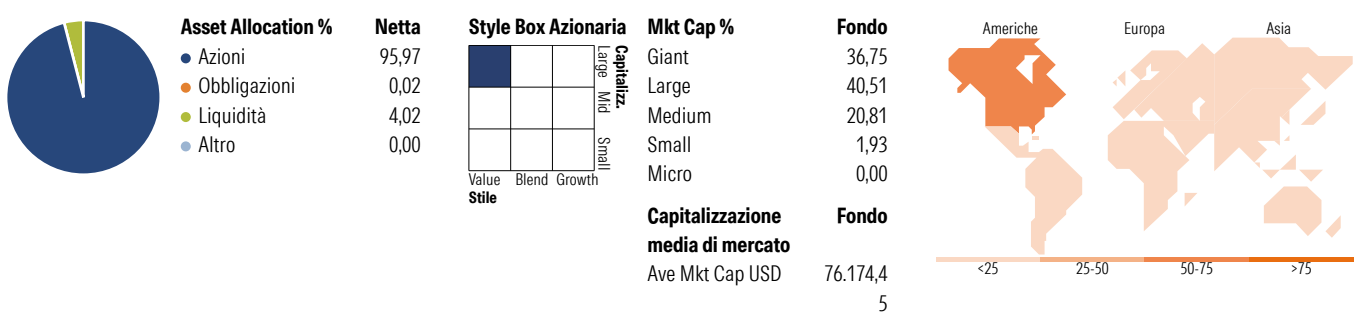 Asset Allocation % Netta
Azioni 95,97
Obbligazioni 0,02
Liquidità 4,02
Altro 0,00
Style Box Azionaria
Capitalizz.
Large Mid Small
Value Blend Growth
Stile
Mkt Cap % Fondo
Giant 36,75
Large 40,51
Medium 20,81
Small 1,93
Micro 0,00
Capitalizzazione Fondo
media di mercato
Ave Mkt Cap USD 76.174,4
5
Americhe Europa Asia
<25 25-50 50-75 >75